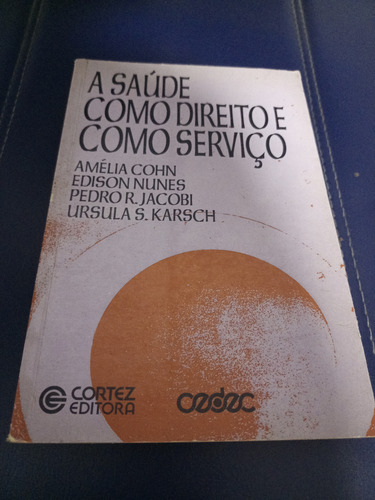 A SAÚDE
COMO DIREITO E
COMO SERVIÇO
AMÉLIA COHN
EDISON NUNES
PEDRO R. JACOBI
URSULA S. KARSCH
CORTEZ
EDITORA
cedec